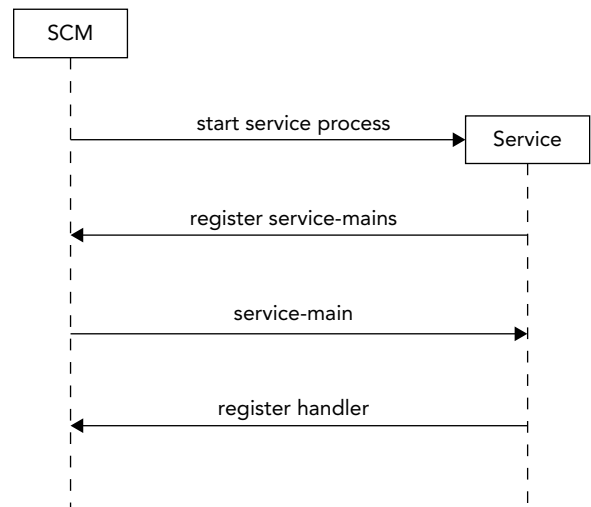 SCM
start service process
Service
register service-mains
service-main
register handler